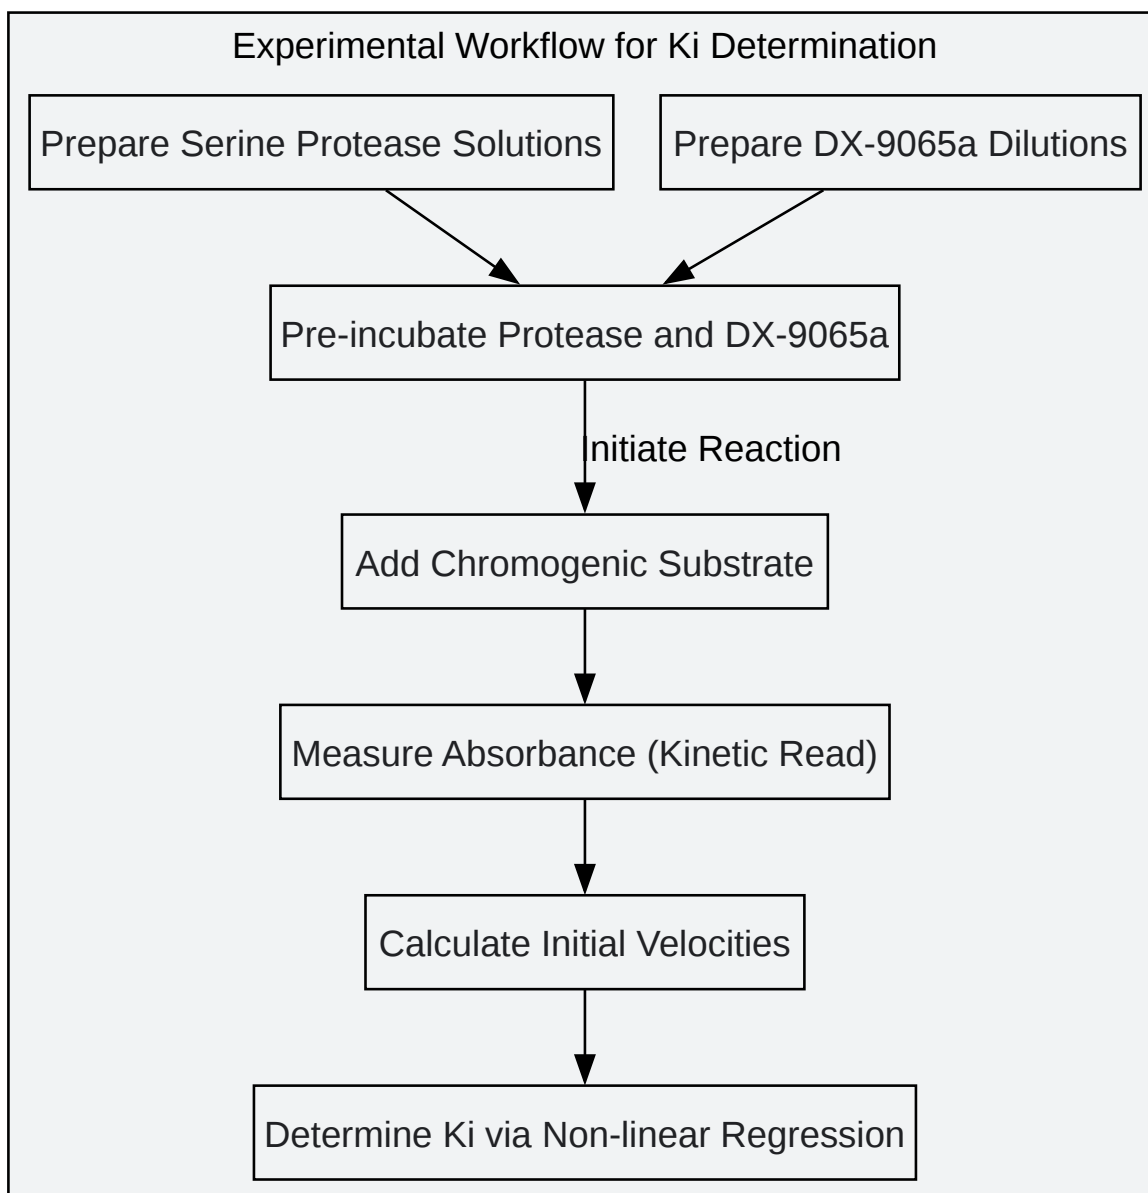 Experimental Workflow for Ki Determination
Prepare Serine Protease Solutions
Prepare DX-9065a Dilutions
Pre-incubate Protease and DX-9065a
Initiate Reaction
Add Chromogenic Substrate
Measure Absorbance (Kinetic Read)
Calculate Initial Velocities
Determine Ki via Non-linear Regression